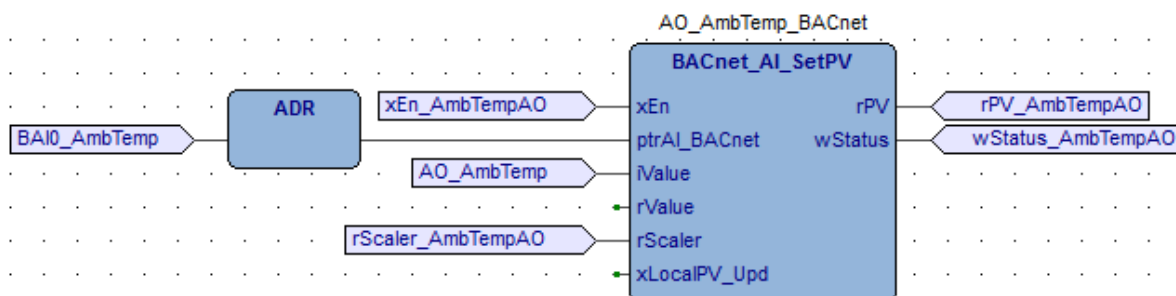 AO_AmbTemp_BACnet
BACnet_AI_SetPV
ADR
xEn_AmbTempAO
xEn
rPV
rPV_AmbTempAO
BAI0_AmbTemp
ptrAI_BACnet
wStatus
wStatus_AmbTempAO
AO_AmbTemp
iValue
rValue
rScaler_AmbTempAO
rScaler
xLocalPV_Upd